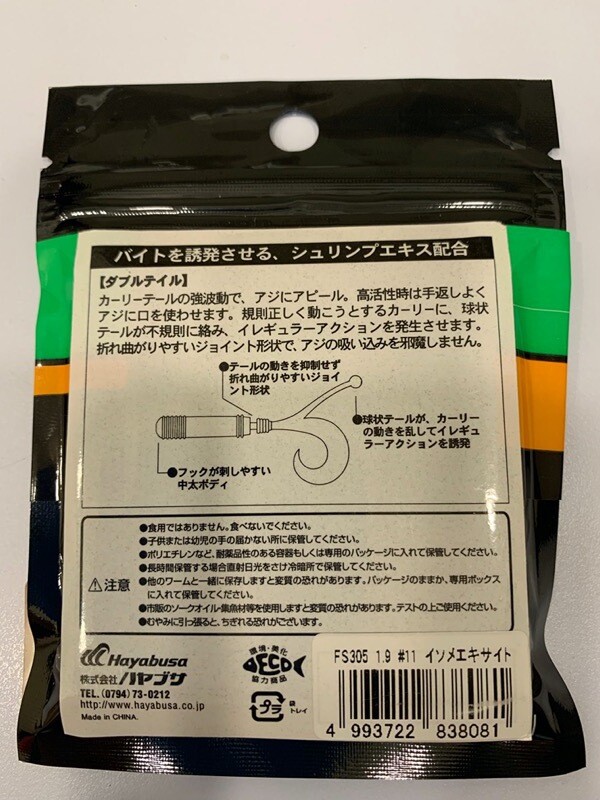 バイトを誘発させる、シュリンプエキス配合
【ダブルテイル】
カーリーテールの強波動で、アジにアピール。高活性時は手返しよく
アジに口を使わせます。規則正しく動こうとするカーリーに、球状
テールが不規則に絡み、イレギュラーアクションを発生させます。
折れ曲がりやすいジョイント形状で、アジの吸い込みを邪魔しません。
●テールの動きを抑制せず
折れ曲がりやすいジョイ
ント形状
●球状テールが、カーリー
の動きを乱してイレギュ
ラーアクションを誘発
●フックが刺しやすい
中太ボディ
⚠注意
●食用ではありません。食べないでください。
●子供または幼児の手の届かない所に保管してください。
●ポリエチレンなど、耐薬品性のある容器もしくは専用のパッケージに入れて保管してください。
●長時間保管する場合直射日光をさけ冷暗所で保管してください。
●他のワームと一緒に保存しますと変質の恐れがあります。パッケージのままか、専用ボックス
に入れて保管してください。
●市販のソークオイル・集魚材等を使用しますと変質の恐れがあります。テストの上ご使用ください。
●むやみに引っ張ると、ちぎれる恐れがございます。
Hayabusa
株式会社ハヤブサ
TEL. (0794) 73-0212
http://www.hayabusa.co.jp
Made in CHINA.
環境・美化
ECO
協力商品
プラ
袋
トレイ
FS305 1.9 #11 イソメエキサイト
4 993722 838081